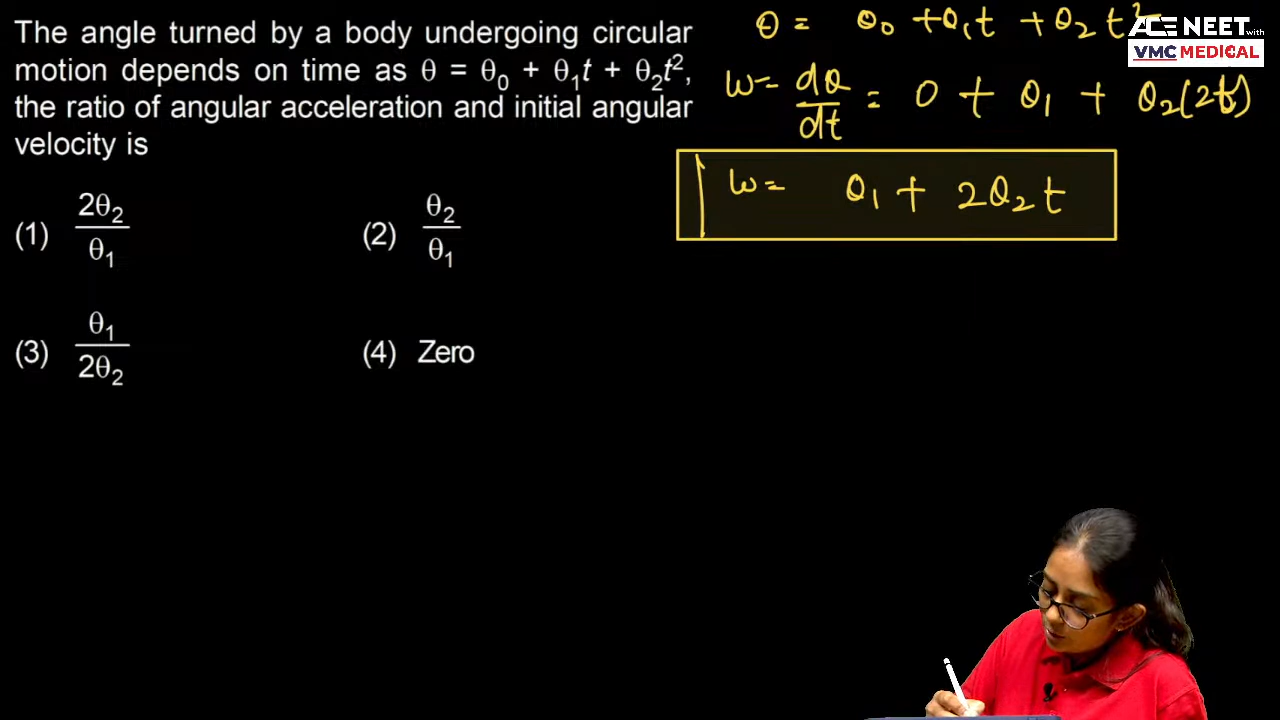 The angle turned by a body undergoing circular
motion depends on time as θ = θ₀ + θ₁t + θ₂t²,
the ratio of angular acceleration and initial angular
velocity is
(1) 2θ₂/θ₁
(2) θ₂/θ₁
(3) θ₁/2θ₂
(4) Zero
θ = θ₀ + θ₁t + θ₂t²
ω = dθ/dt = 0 + θ₁ + θ₂(2t)
ω = θ₁ + 2θ₂t
ACE NEET with
VMC MEDICAL